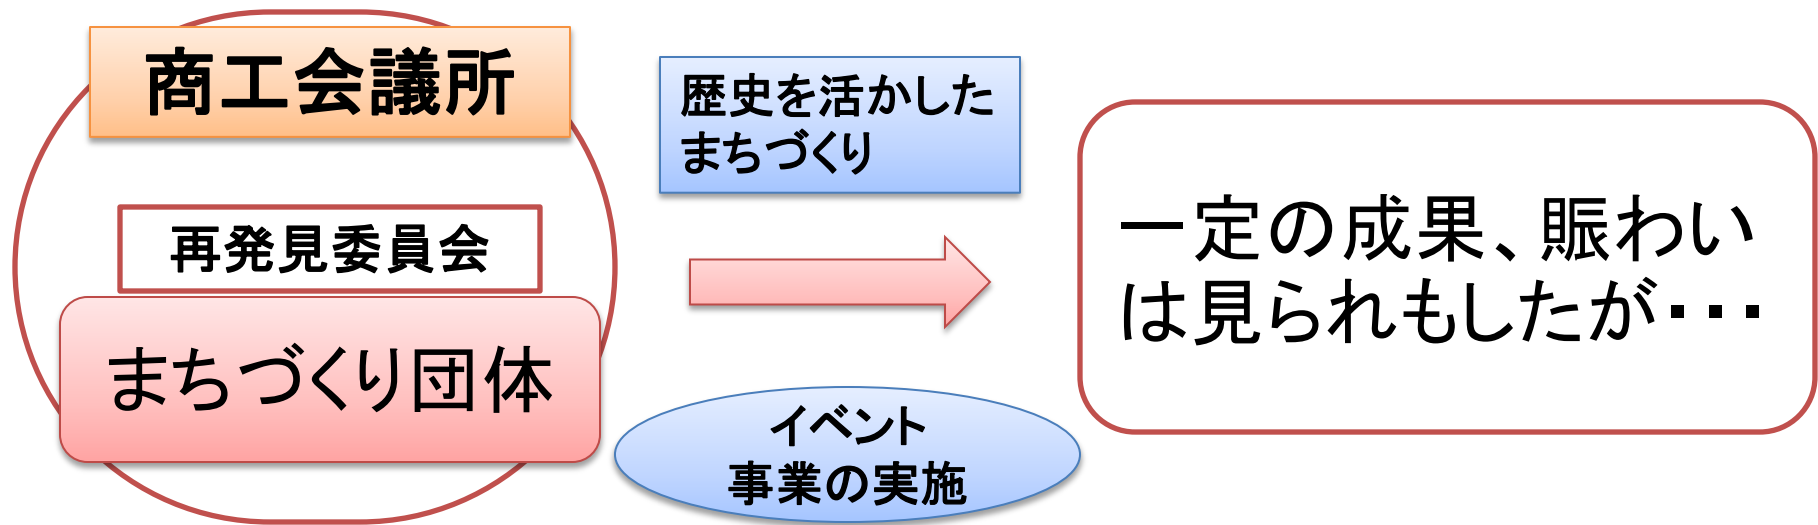 商工会議所
再発見委員会
まちづくり団体
歴史を活かした
まちづくり
イベント
事業の実施
一定の成果、賑わい
は見られもしたが・・・